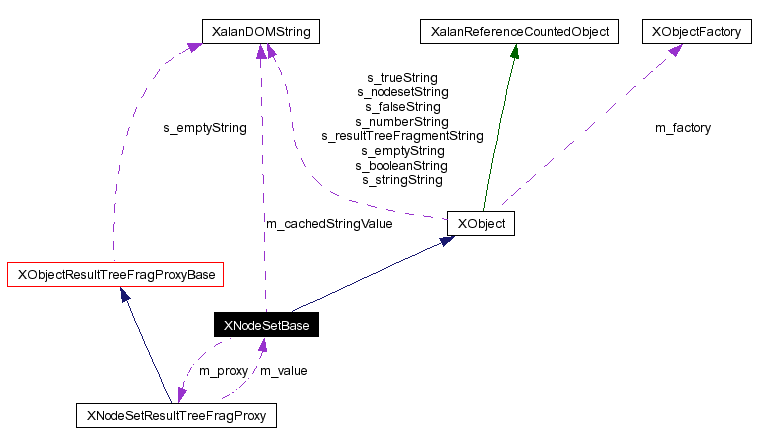 XalanDOMString
XalanReferenceCountedObject
XObjectFactory
s_trueString
s_nodesetString
s_falseString
s_numberString
s_resultTreeFragmentString
s_emptyString
s_booleanString
s_stringString
s_emptyString
m_factory
m_cachedStringValue
XObject
XObjectResultTreeFragProxyBase
XNodeSetBase
m_proxy
m_value
XNodeSetResultTreeFragProxy